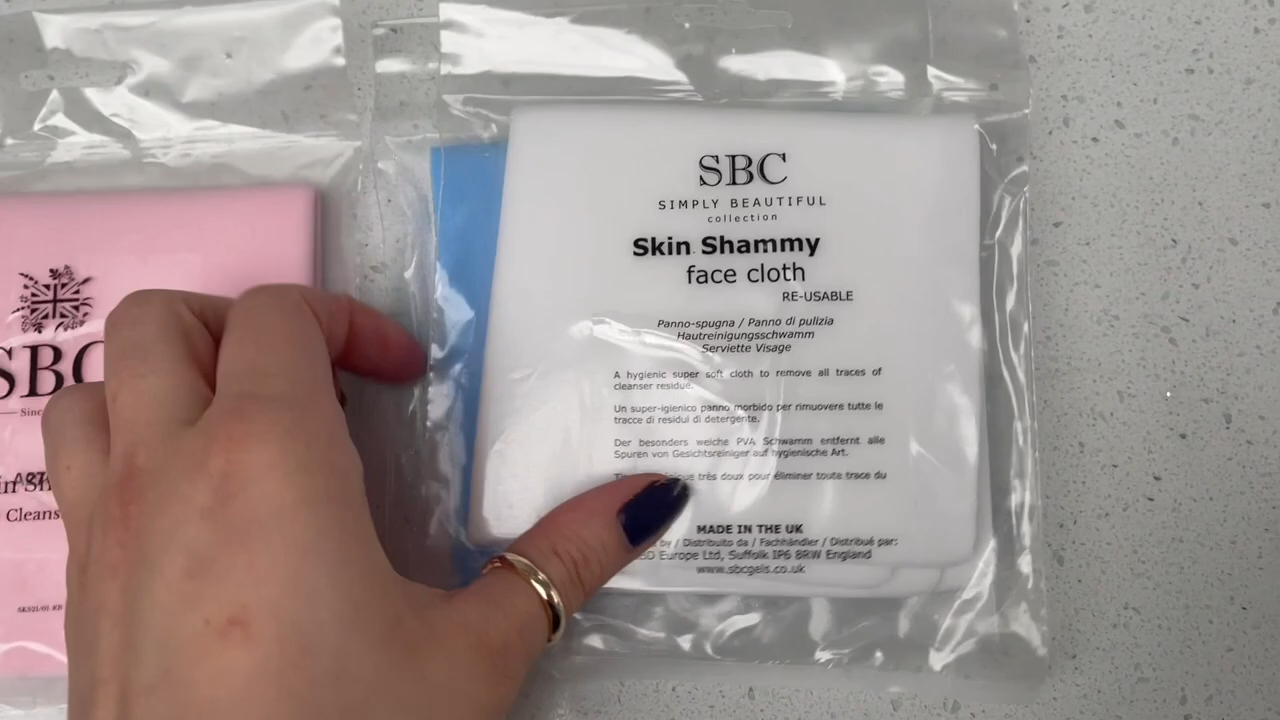 SBC
Since
Cleans
SBC
SIMPLY BEAUTIFUL
collection
Skin Shammy
face cloth
RE-USABLE
Panno-spugna / Panno di pulizia
Hautreinigungsschwamm
Serviette Visage
A hygienic super soft cloth to remove all traces of
cleanser residue.
Un super-igienico panno morbido per rimuovere tutte le
tracce di residui di detergente.
Der besonders weiche PVA Schwamm entfernt alle
Spuren von Gesichtsreiniger auf hygienische Art.
très doux pour éliminer toute trace du
MADE IN THE UK
by / Distribuito da / Fachhändler / Distribué par:
Europe Ltd, Suffolk IP6 8RW England
www.sbcgels.co.uk